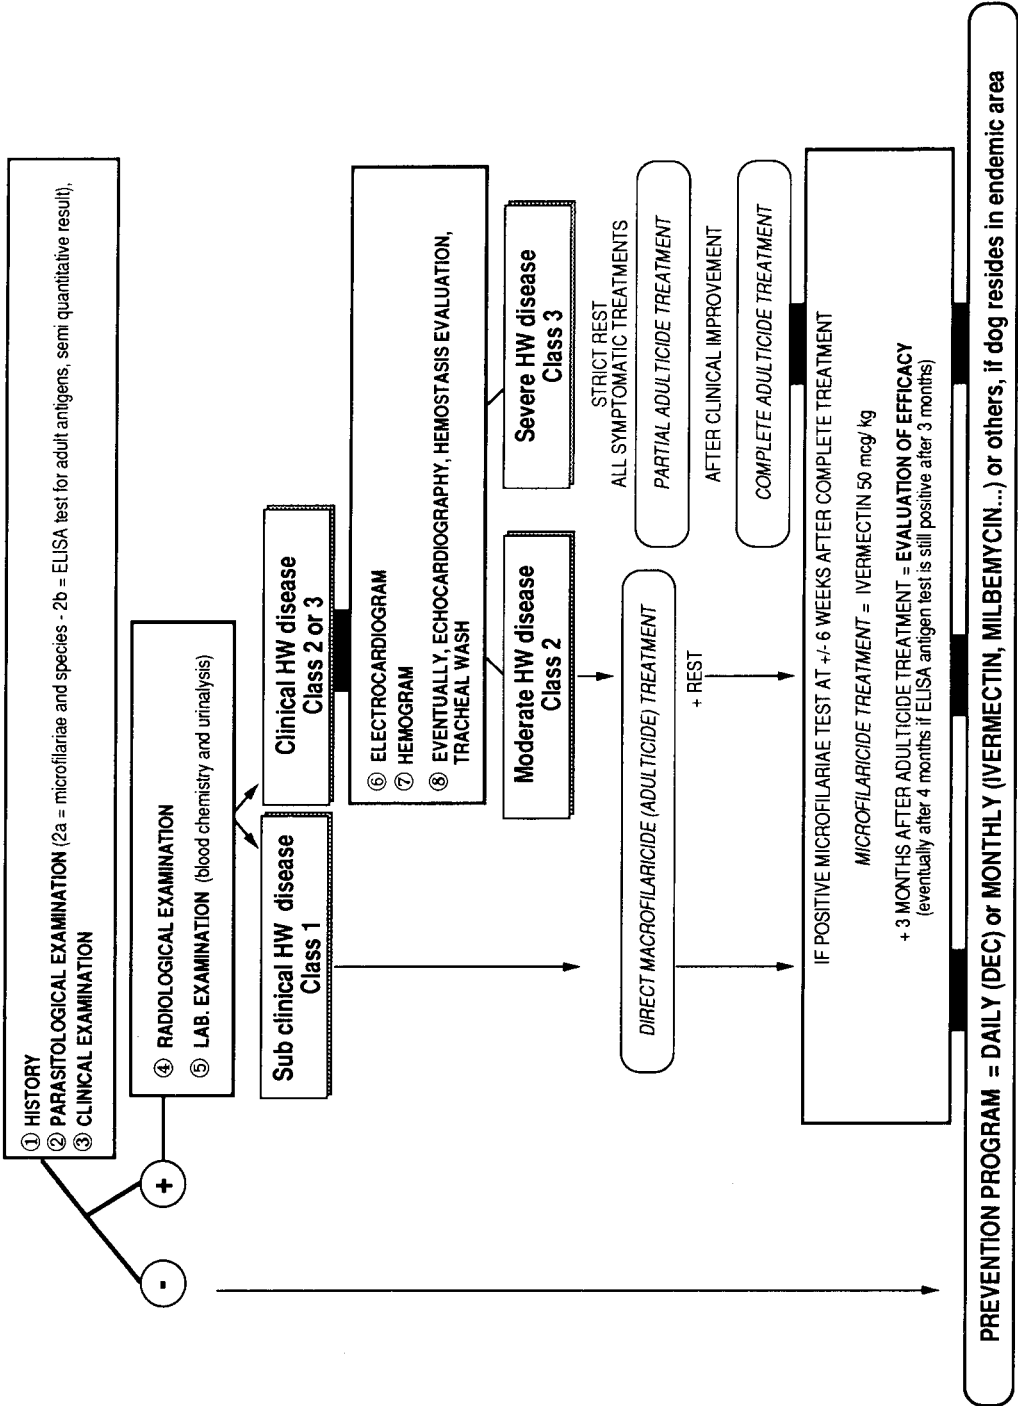 ① HISTORY
② PARASITOLOGICAL EXAMINATION (2a = microfilariae and species - 2b = ELISA test for adult antigens, semi quantitative result),
③ CLINICAL EXAMINATION
-
+
④ RADIOLOGICAL EXAMINATION
⑤ LAB. EXAMINATION (blood chemistry and urinalysis)
Sub clinical HW disease
Class 1
Clinical HW disease
Class 2 or 3
⑥ ELECTROCARDIOGRAM
⑦ HEMOGRAM
⑧ EVENTUALLY, ECHOCARDIOGRAPHY, HEMOSTASIS EVALUATION,
TRACHEAL WASH
Moderate HW disease
Class 2
Severe HW disease
Class 3
STRICT REST
ALL SYMPTOMATIC TREATMENTS
DIRECT MACROFILARICIDE (ADULTICIDE) TREATMENT
PARTIAL ADULTICIDE TREATMENT
+ REST
AFTER CLINICAL IMPROVEMENT
COMPLETE ADULTICIDE TREATMENT
IF POSITIVE MICROFILARIAE TEST AT +/- 6 WEEKS AFTER COMPLETE TREATMENT
MICROFILARICIDE TREATMENT = IVERMECTIN 50 mcg/ kg
+ 3 MONTHS AFTER ADULTICIDE TREATMENT = EVALUATION OF EFFICACY
(eventually after 4 months if ELISA antigen test is still positive after 3 months)
PREVENTION PROGRAM = DAILY (DEC) or MONTHLY (IVERMECTIN, MILBEMYCIN...) or others, if dog resides in endemic area